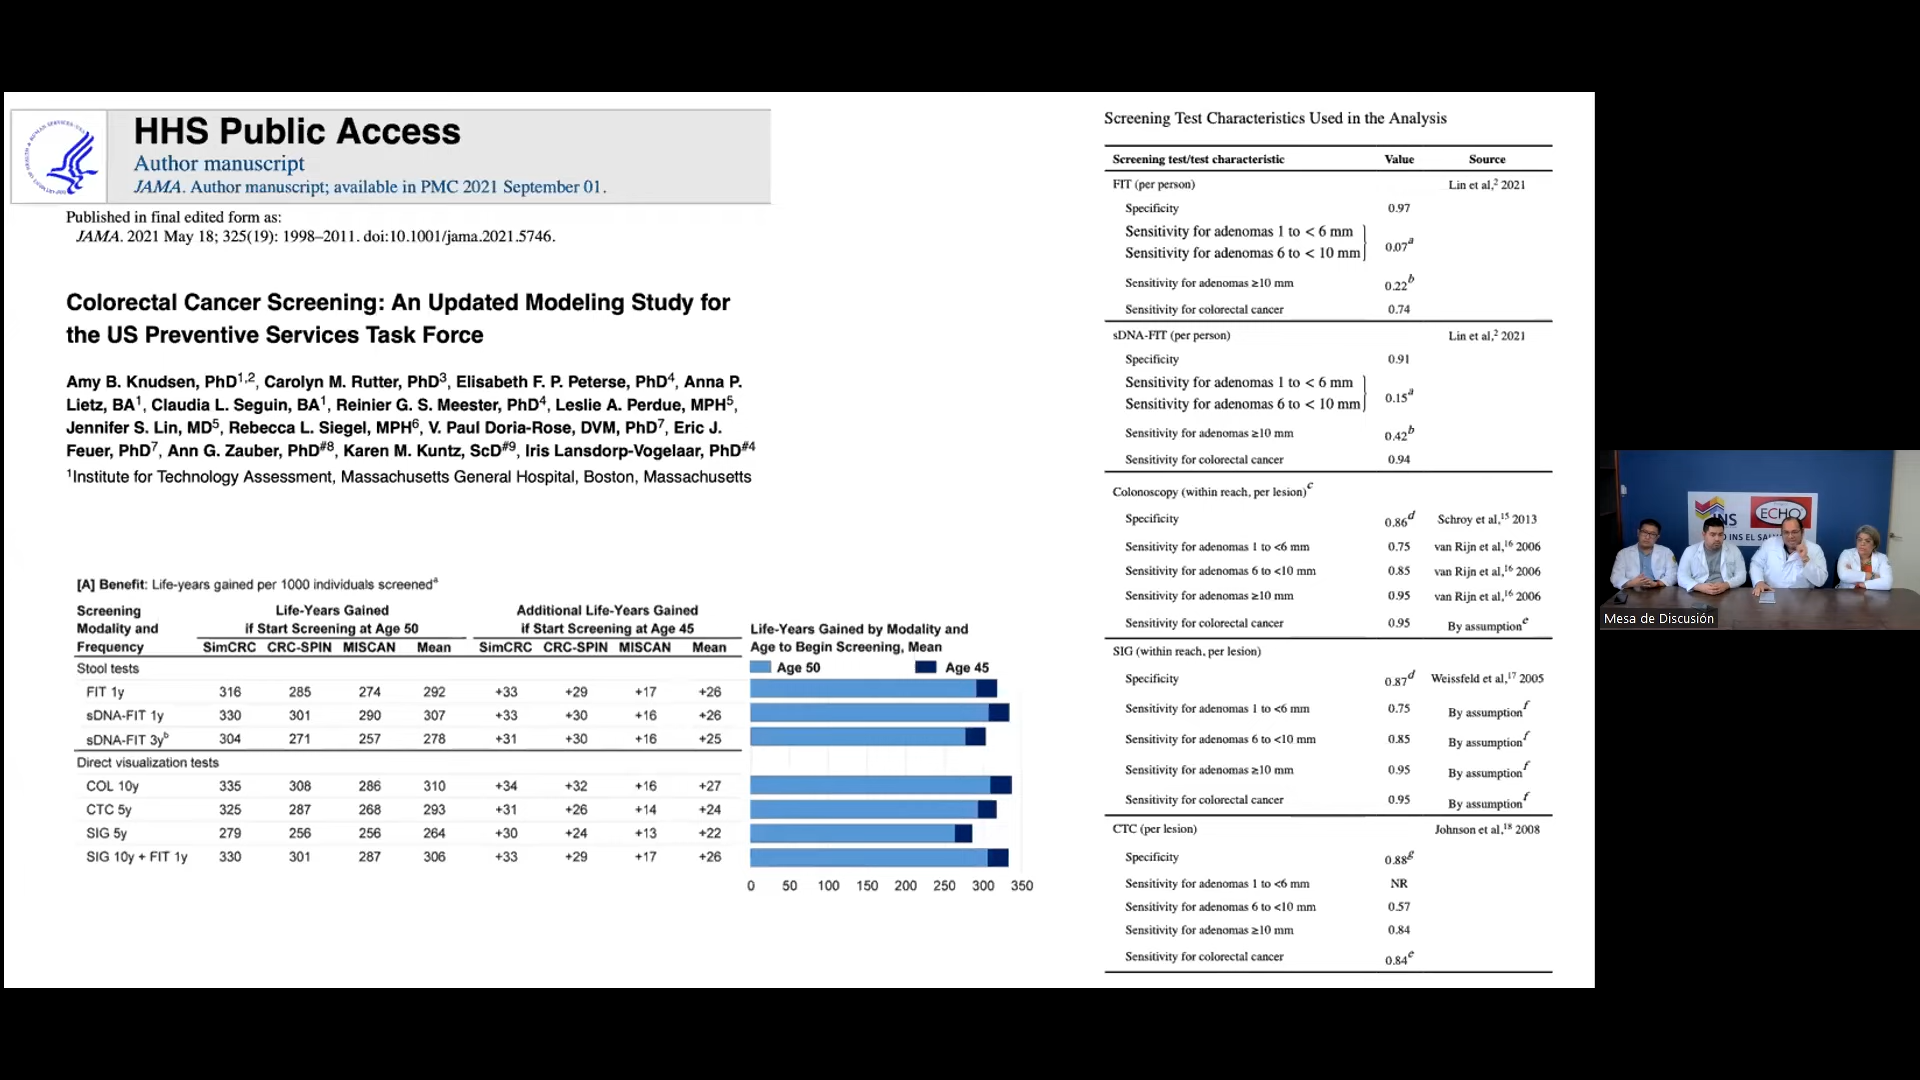 HHS Public Access
Author manuscript
JAMA. Author manuscript; available in PMC 2021 September 01.
Published in final edited form as:
JAMA. 2021 May 18; 325(19): 1998–2011. doi:10.1001/jama.2021.5746.
Colorectal Cancer Screening: An Updated Modeling Study for
the US Preventive Services Task Force
Amy B. Knudsen, PhD1,2, Carolyn M. Rutter, PhD3, Elisabeth F. P. Peterse, PhD4, Anna P.
Lietz, BA1, Claudia L. Seguin, BA1, Reinier G. S. Meester, PhD4, Leslie A. Perdue, MPH5,
Jennifer S. Lin, MD5, Rebecca L. Siegel, MPH6, V. Paul Doria-Rose, DVM, PhD7, Eric J.
Feuer, PhD7, Ann G. Zauber, PhD#8, Karen M. Kuntz, ScD#9, Iris Lansdorp-Vogelaar, PhD#4
1Institute for Technology Assessment, Massachusetts General Hospital, Boston, Massachusetts
[A] Benefit: Life-years gained per 1000 individuals screeneda
Screening Modality and Frequency
Life-Years Gained if Start Screening at Age 50
Additional Life-Years Gained if Start Screening at Age 45
SimCRC CRC-SPIN MISCAN Mean SimCRC CRC-SPIN MISCAN Mean
Stool tests
FIT 1y 316 285 274 292 +33 +29 +17 +26
sDNA-FIT 1y 330 301 290 307 +33 +30 +16 +26
sDNA-FIT 3yb 304 271 257 278 +31 +30 +16 +25
Direct visualization tests
COL 10y 335 308 286 310 +34 +32 +16 +27
CTC 5y 325 287 268 293 +31 +26 +14 +24
SIG 5y 279 256 256 264 +30 +24 +13 +22
SIG 10y + FIT 1y 330 301 287 306 +33 +29 +17 +26
Life-Years Gained by Modality and
Age to Begin Screening, Mean
Age 50 Age 45
0 50 100 150 200 250 300 350
Screening Test Characteristics Used in the Analysis
Screening test/test characteristic Value Source
FIT (per person) Lin et al,2 2021
Specificity 0.97
Sensitivity for adenomas 1 to < 6 mm
Sensitivity for adenomas 6 to < 10 mm 0.07a
Sensitivity for adenomas ≥10 mm 0.22b
Sensitivity for colorectal cancer 0.74
sDNA-FIT (per person) Lin et al,2 2021
Specificity 0.91
Sensitivity for adenomas 1 to < 6 mm
Sensitivity for adenomas 6 to < 10 mm 0.15a
Sensitivity for adenomas ≥10 mm 0.42b
Sensitivity for colorectal cancer 0.94
Colonoscopy (within reach, per lesion)c
Specificity 0.86d Schroy et al,15 2013
Sensitivity for adenomas 1 to <6 mm 0.75 van Rijn et al,16 2006
Sensitivity for adenomas 6 to <10 mm 0.85 van Rijn et al,16 2006
Sensitivity for adenomas ≥10 mm 0.95 van Rijn et al,16 2006
Sensitivity for colorectal cancer 0.95 By assumptione
SIG (within reach, per lesion)
Specificity 0.87d Weissfeld et al,17 2005
Sensitivity for adenomas 1 to <6 mm 0.75 By assumptionf
Sensitivity for adenomas 6 to <10 mm 0.85 By assumptionf
Sensitivity for adenomas ≥10 mm 0.95 By assumptionf
Sensitivity for colorectal cancer 0.95 By assumptionf
CTC (per lesion) Johnson et al,18 2008
Specificity 0.88g
Sensitivity for adenomas 1 to <6 mm NR
Sensitivity for adenomas 6 to <10 mm 0.57
Sensitivity for adenomas ≥10 mm 0.84
Sensitivity for colorectal cancer 0.84e
ECHO
INS EL
Mesa de Discusión